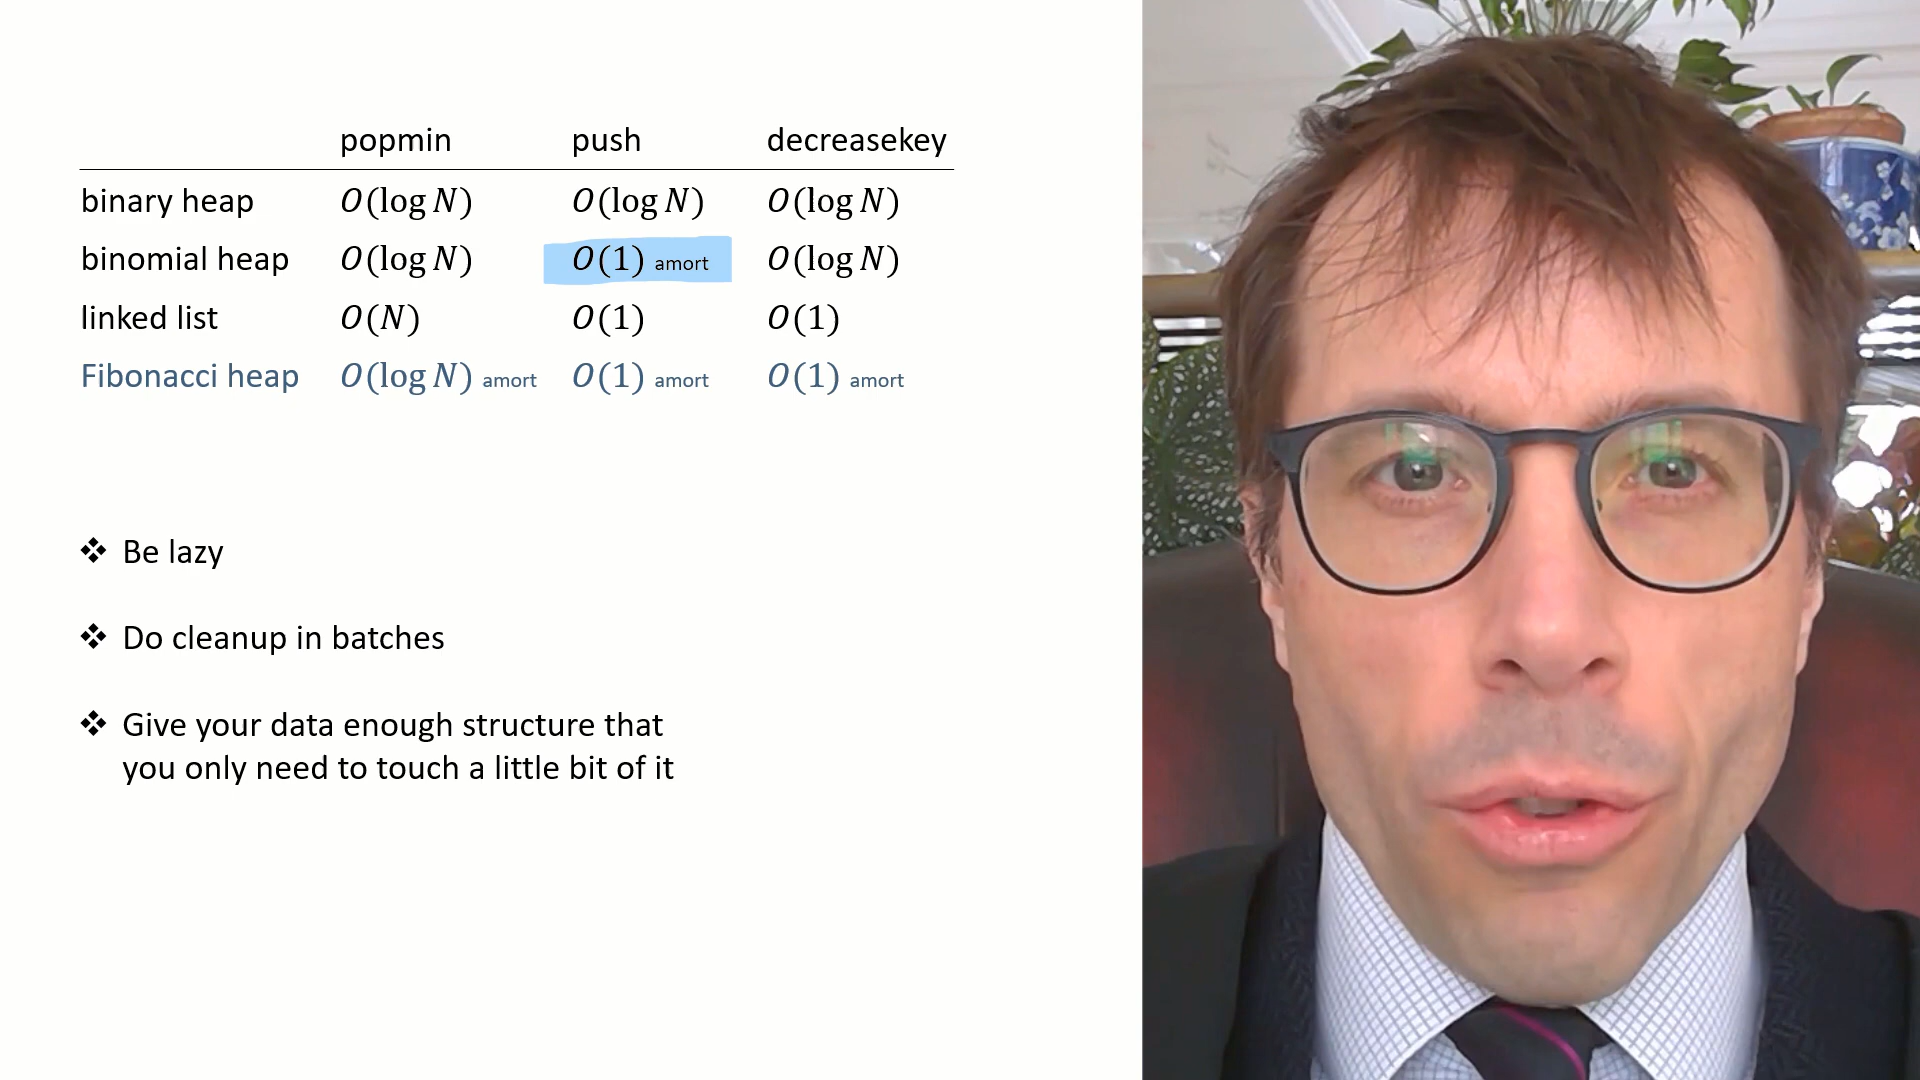 popmin push decreasekey
binary heap O(log N) O(log N) O(log N)
binomial heap O(log N) O(1) amort O(log N)
linked list O(N) O(1) O(1)
Fibonacci heap O(log N) amort O(1) amort O(1) amort
❖ Be lazy
❖ Do cleanup in batches
❖ Give your data enough structure that
you only need to touch a little bit of it